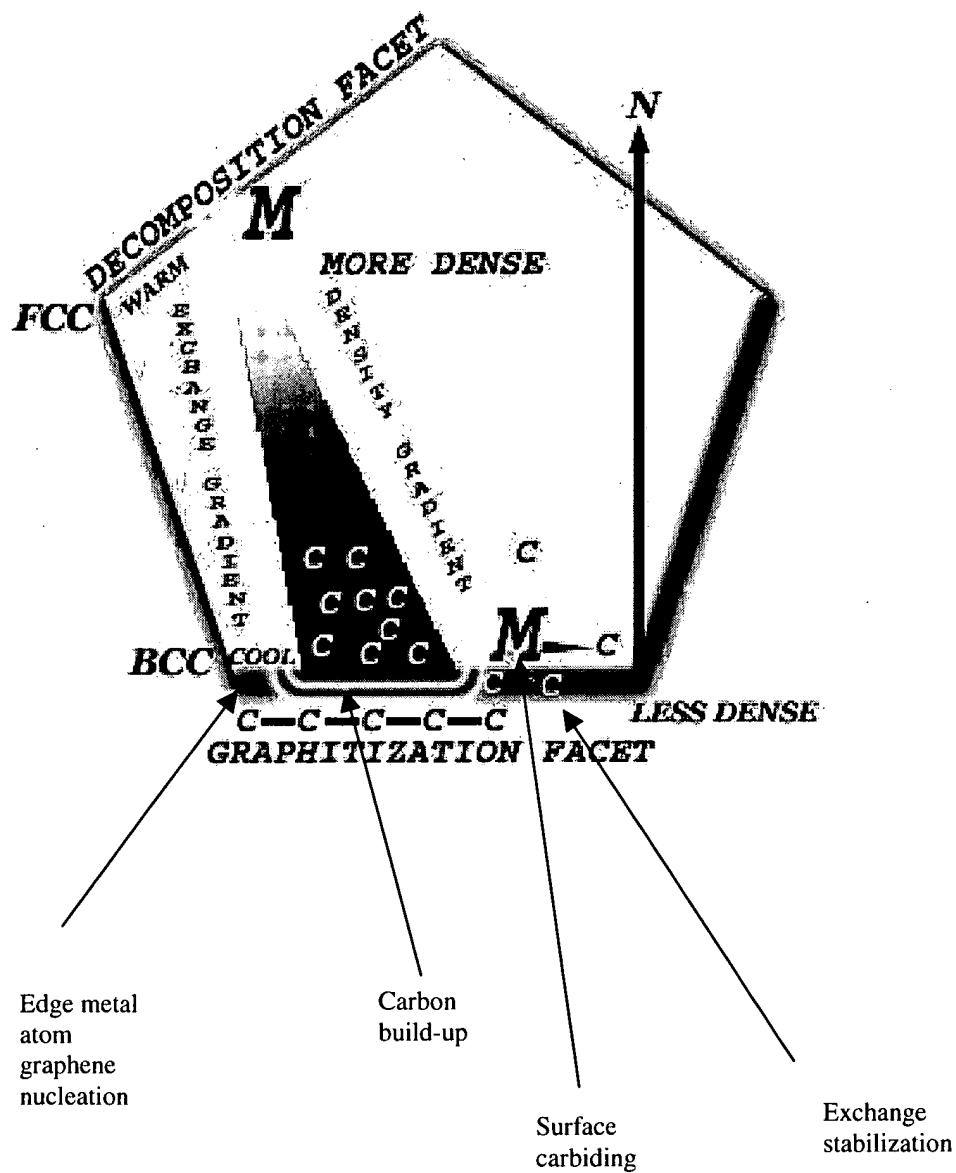 DECOMPOSITION FACET
N
M
WARM
MORE DENSE
FCC
EXCHANGE GRADIENT
DENSITY GRADIENT
C C
C
C C C
C
C C C
M
C
BCC
COOL
C C
LESS DENSE
C—C—C—C—C
GRAPHITIZATION FACET
Edge metal
atom
graphene
nucleation
Carbon
build-up
Surface
carbiding
Exchange
stabilization